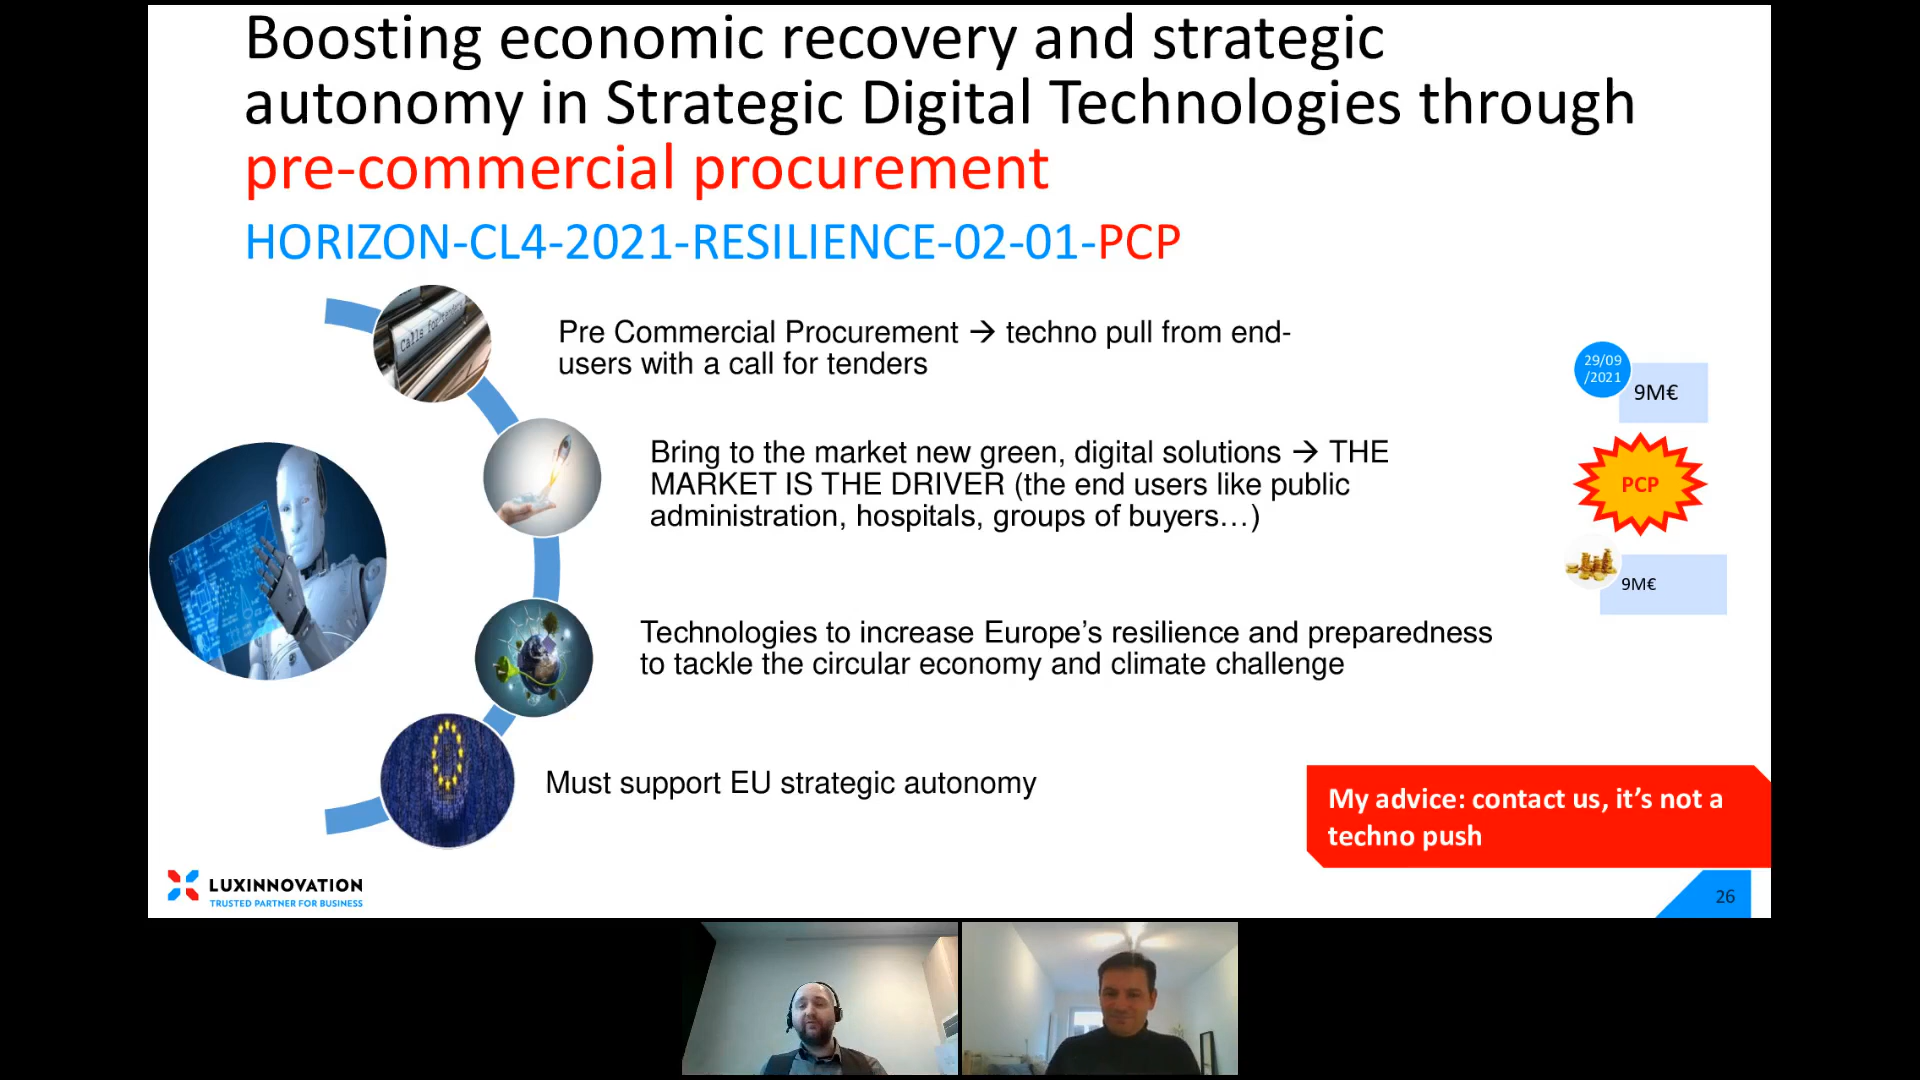 Boosting economic recovery and strategic
autonomy in Strategic Digital Technologies through
pre-commercial procurement
HORIZON-CL4-2021-RESILIENCE-02-01-PCP
Calls for tenders
Pre Commercial Procurement → techno pull from end-
users with a call for tenders
Bring to the market new green, digital solutions → THE
MARKET IS THE DRIVER (the end users like public
administration, hospitals, groups of buyers…)
Technologies to increase Europe's resilience and preparedness
to tackle the circular economy and climate challenge
Must support EU strategic autonomy
29/09
/2021
9M€
PCP
9M€
My advice: contact us, it's not a
techno push
LUXINNOVATION
TRUSTED PARTNER FOR BUSINESS
26